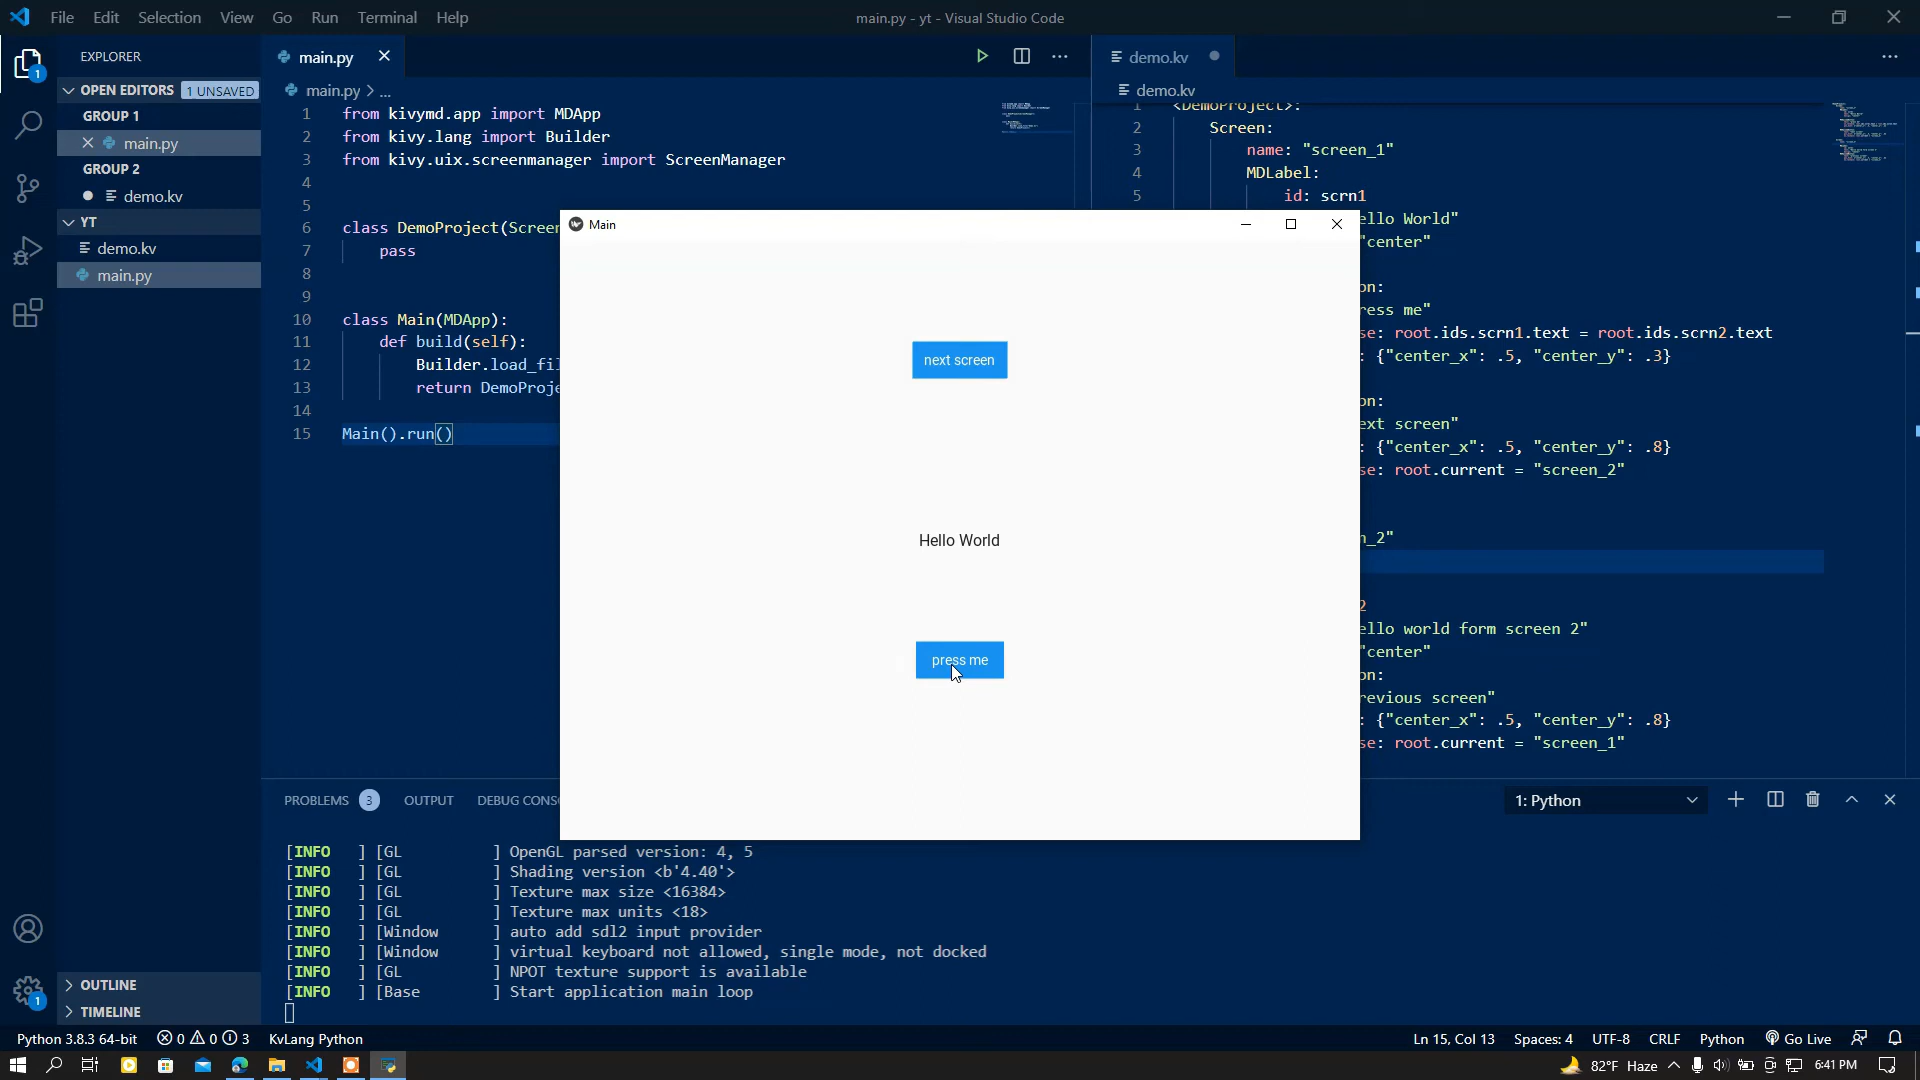 File Edit Selection View Go Run Terminal Help
main.py - yt - Visual Studio Code
EXPLORER
OPEN EDITORS 1 UNSAVED
GROUP 1
main.py
GROUP 2
demo.kv
YT
demo.kv
main.py
OUTLINE
TIMELINE
main.py
main.py > ...
1 from kivymd.app import MDApp
2 from kivy.lang import Builder
3 from kivy.uix.screenmanager import ScreenManager
4
5
6 class DemoProject(Screen
7 pass
8
9
10 class Main(MDApp):
11 def build(self):
12 Builder.load_fil
13 return DemoProje
14
15 Main().run()
demo.kv
demo.kv
1 <DemoProject>:
2 Screen:
3 name: "screen_1"
4 MDLabel:
5 id: scrn1
ello World"
"center"
on:
ress me"
se: root.ids.scrn1.text = root.ids.scrn2.text
: {"center_x": .5, "center_y": .3}
on:
ext screen"
: {"center_x": .5, "center_y": .8}
se: root.current = "screen_2"
n_2"
2
ello world form screen 2"
"center"
on:
revious screen"
: {"center_x": .5, "center_y": .8}
se: root.current = "screen_1"
Main
next screen
Hello World
press me
PROBLEMS 3 OUTPUT DEBUG CONS
1: Python
[INFO ] [GL ] OpenGL parsed version: 4, 5
[INFO ] [GL ] Shading version <b'4.40'>
[INFO ] [GL ] Texture max size <16384>
[INFO ] [GL ] Texture max units <18>
[INFO ] [Window ] auto add sdl2 input provider
[INFO ] [Window ] virtual keyboard not allowed, single mode, not docked
[INFO ] [GL ] NPOT texture support is available
[INFO ] [Base ] Start application main loop
Python 3.8.3 64-bit 0 0 3 KvLang Python
Ln 15, Col 13 Spaces: 4 UTF-8 CRLF Python Go Live
82°F Haze 6:41 PM